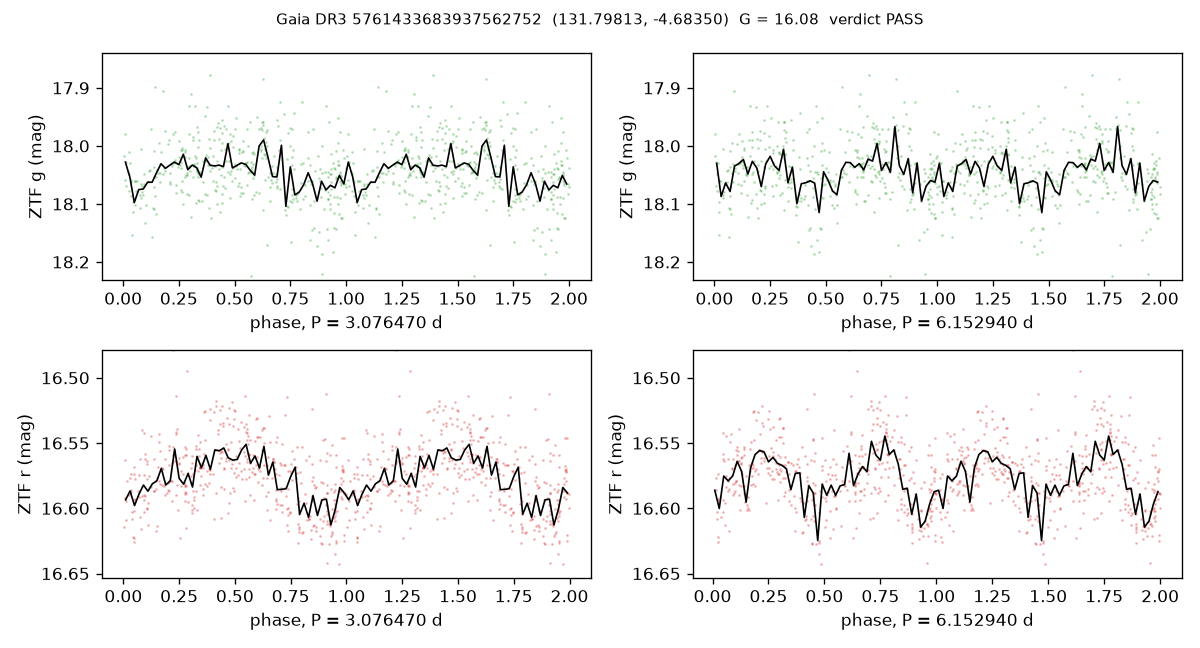 Gaia DR3 5761433683937562752 (131.79813, -4.68350) G = 16.08 verdict PASS
ZTF g (mag)
17.9
18.0
18.1
18.2
0.00 0.25 0.50 0.75 1.00 1.25 1.50 1.75 2.00
phase, P = 3.076470 d
ZTF g (mag)
17.9
18.0
18.1
18.2
0.00 0.25 0.50 0.75 1.00 1.25 1.50 1.75 2.00
phase, P = 6.152940 d
ZTF r (mag)
16.50
16.55
16.60
16.65
0.00 0.25 0.50 0.75 1.00 1.25 1.50 1.75 2.00
phase, P = 3.076470 d
ZTF r (mag)
16.50
16.55
16.60
16.65
0.00 0.25 0.50 0.75 1.00 1.25 1.50 1.75 2.00
phase, P = 6.152940 d